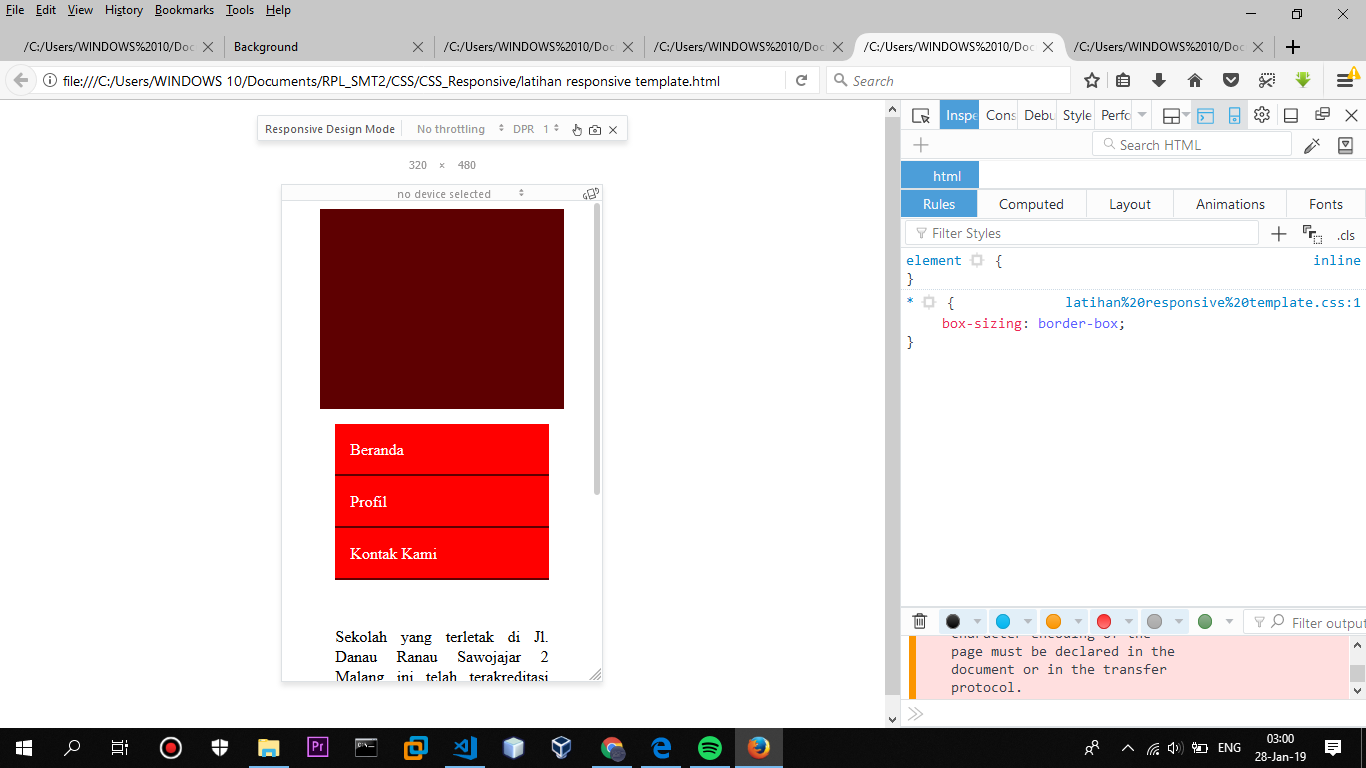 File Edit View History Bookmarks Tools Help
/C:/Users/WINDOWS%2010/Doc
Background
/C:/Users/WINDOWS%2010/Doc
/C:/Users/WINDOWS%2010/Doc
/C:/Users/WINDOWS%2010/Doc
/C:/Users/WINDOWS%2010/Doc
file:///C:/Users/WINDOWS 10/Documents/RPL_SMT2/CSS/CSS_Responsive/latihan responsive template.html
Search
Responsive Design Mode No throttling DPR 1
320 × 480
no device selected
Beranda
Profil
Kontak Kami
Sekolah yang terletak di Jl.
Danau Ranau Sawojajar 2
Malang ini telah terakreditasi
Inspe Cons Debu Style Perfo
Search HTML
html
Rules Computed Layout Animations Fonts
Filter Styles
.cls
element { inline
}
* { latihan%20responsive%20template.css:1
box-sizing: border-box;
}
Filter output
character encoding of the
page must be declared in the
document or in the transfer
protocol.
Pr
C:\_
ENG
03:00
28-Jan-19